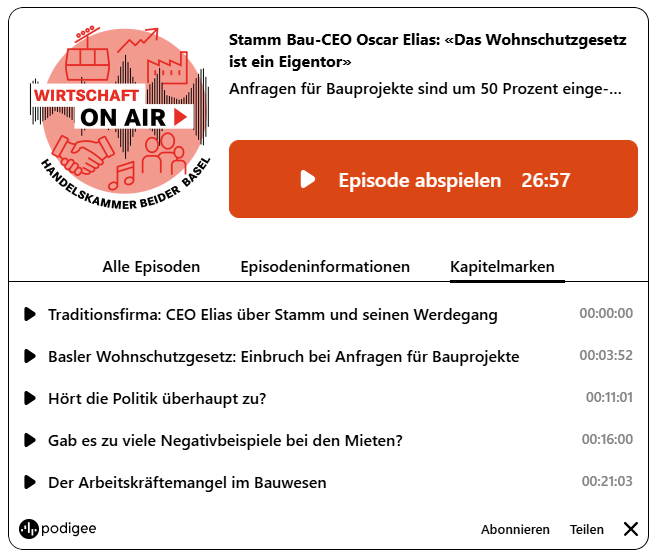 WIRTSCHAFT
ON AIR
HANDELSKAMMER BEIDER BASEL
Stamm Bau-CEO Oscar Elias: «Das Wohnschutzgesetz
ist ein Eigentor»
Anfragen für Bauprojekte sind um 50 Prozent einge-...
Episode abspielen 26:57
Alle Episoden Episodeninformationen Kapitelmarken
Traditionsfirma: CEO Elias über Stamm und seinen Werdegang 00:00:00
Basler Wohnschutzgesetz: Einbruch bei Anfragen für Bauprojekte 00:03:52
Hört die Politik überhaupt zu? 00:11:01
Gab es zu viele Negativbeispiele bei den Mieten? 00:16:00
Der Arbeitskräftemangel im Bauwesen 00:21:03
podigee Abonnieren Teilen